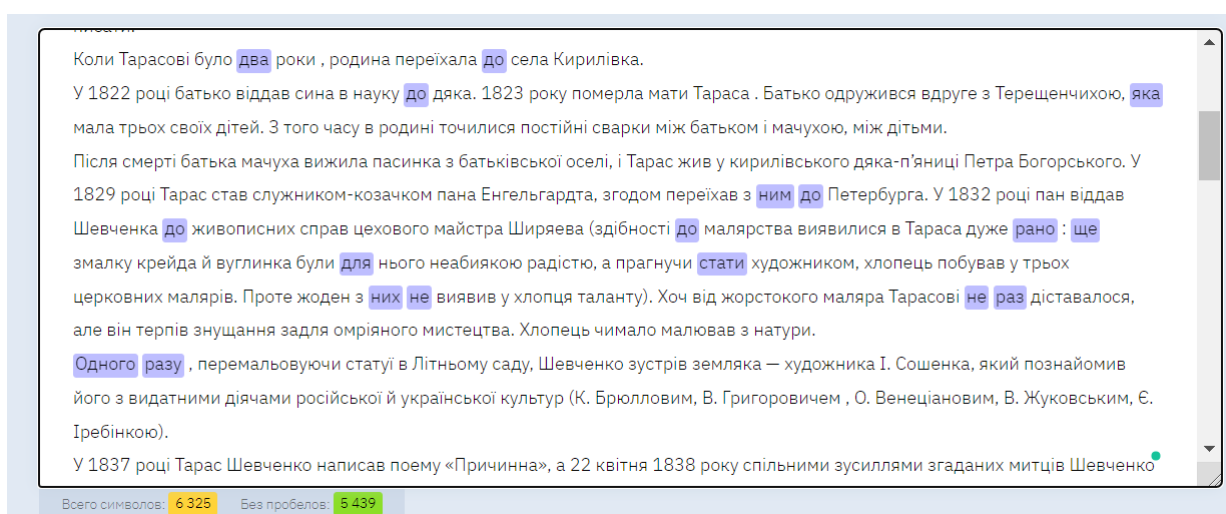 писати.
Коли Тарасові було два роки , родина переїхала до села Кирилівка.
У 1822 році батько віддав сина в науку до дяка. 1823 року померла мати Тараса . Батько одружився вдруге з Терещенчихою, яка
мала трьох своїх дітей. З того часу в родині точилися постійні сварки між батьком і мачухою, між дітьми.
Після смерті батька мачуха вижила пасинка з батьківської оселі, і Тарас жив у кирилівського дяка-п’яниці Петра Богорського. У
1829 році Тарас став служником-козачком пана Енгельгардта, згодом переїхав з ним до Петербурга. У 1832 році пан віддав
Шевченка до живописних справ цехового майстра Ширяева (здібності до малярства виявилися в Тараса дуже рано : ще
змалку крейда й вуглинка були для нього неабиякою радістю, а прагнучи стати художником, хлопець побував у трьох
церковних малярів. Проте жоден з них не виявив у хлопця таланту). Хоч від жорстокого маляра Тарасові не раз діставалося,
але він терпів знущання задля омріяного мистецтва. Хлопець чимало малював з натури.
Одного разу , перемальовуючи статуї в Літньому саду, Шевченко зустрів земляка — художника І. Сошенка, який познайомив
його з видатними діячами російської й української культур (К. Брюлловим, В. Григоровичем , О. Венеціановим, В. Жуковським, Є.
Іребінкою).
У 1837 році Тарас Шевченко написав поему «Причинна», а 22 квітня 1838 року спільними зусиллями згаданих митців Шевченко
Всего символов: 6 325 Без пробелов: 5 439